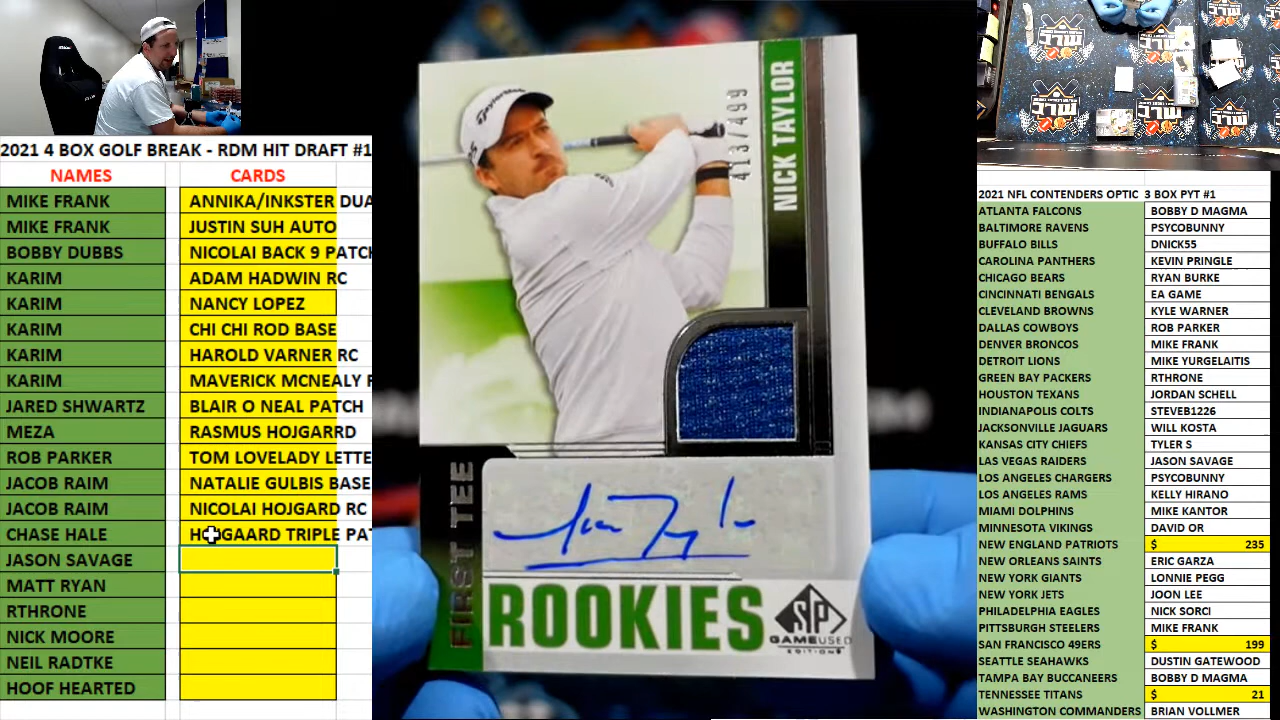 2021 4 BOX GOLF BREAK - RDM HIT DRAFT #1
NAMES CARDS
MIKE FRANK ANNIKA/INKSTER DUA
MIKE FRANK JUSTIN SUH AUTO
BOBBY DUBBS NICOLAI BACK 9 PATCH
KARIM ADAM HADWIN RC
KARIM NANCY LOPEZ
KARIM CHI CHI ROD BASE
KARIM HAROLD VARNER RC
KARIM MAVERICK MCNEALY
JARED SHWARTZ BLAIR O NEAL PATCH
MEZA RASMUS HOJGARRD
ROB PARKER TOM LOVELADY LETTE
JACOB RAIM NATALIE GULBIS BASE
JACOB RAIM NICOLAI HOJGARD RC
CHASE HALE HOJGAARD TRIPLE PAT
JASON SAVAGE
MATT RYAN
RTHRONE
NICK MOORE
NEIL RADTKE
HOOF HEARTED
TaylorMade
413/499
NICK TAYLOR
FIRST TEE
ROOKIES
SP
GAMEUSED
EDITION
2021 NFL CONTENDERS OPTIC 3 BOX PYT #1
ATLANTA FALCONS BOBBY D MAGMA
BALTIMORE RAVENS PSYCOBUNNY
BUFFALO BILLS DNICK55
CAROLINA PANTHERS KEVIN PRINGLE
CHICAGO BEARS RYAN BURKE
CINCINNATI BENGALS EA GAME
CLEVELAND BROWNS KYLE WARNER
DALLAS COWBOYS ROB PARKER
DENVER BRONCOS MIKE FRANK
DETROIT LIONS MIKE YURGELAITIS
GREEN BAY PACKERS RTHRONE
HOUSTON TEXANS JORDAN SCHELL
INDIANAPOLIS COLTS STEVEB1226
JACKSONVILLE JAGUARS WILL KOSTA
KANSAS CITY CHIEFS TYLER S
LAS VEGAS RAIDERS JASON SAVAGE
LOS ANGELES CHARGERS PSYCOBUNNY
LOS ANGELES RAMS KELLY HIRANO
MIAMI DOLPHINS MIKE KANTOR
MINNESOTA VIKINGS DAVID OR
NEW ENGLAND PATRIOTS $ 235
NEW ORLEANS SAINTS ERIC GARZA
NEW YORK GIANTS LONNIE PEGG
NEW YORK JETS JOON LEE
PHILADELPHIA EAGLES NICK SORCI
PITTSBURGH STEELERS MIKE FRANK
SAN FRANCISCO 49ERS $ 199
SEATTLE SEAHAWKS DUSTIN GATEWOOD
TAMPA BAY BUCCANEERS BOBBY D MAGMA
TENNESSEE TITANS $ 21
WASHINGTON COMMANDERS BRIAN VOLLMER